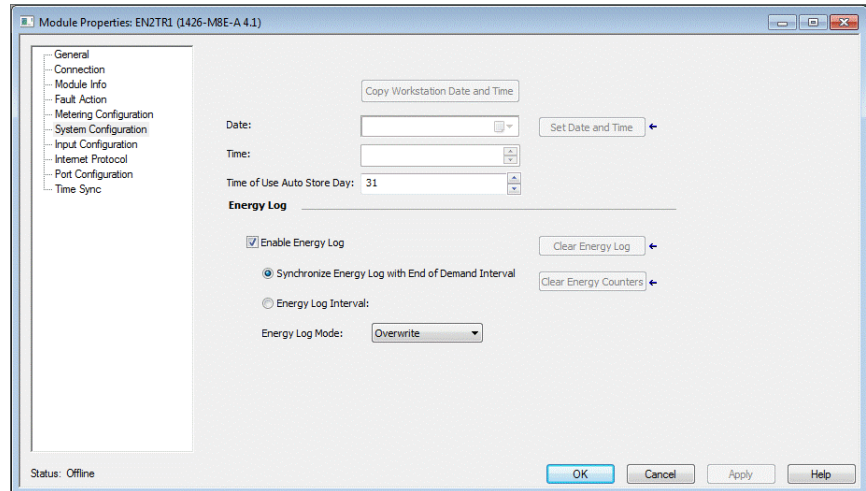 Module Properties: EN2TR1 (1426-M8E-A 4.1)
General
Connection
Module Info
Fault Action
Metering Configuration
System Configuration
Input Configuration
Internet Protocol
Port Configuration
Time Sync
Copy Workstation Date and Time
Date:
Set Date and Time
Time:
Time of Use Auto Store Day: 31
Energy Log
Enable Energy Log
Clear Energy Log
Synchronize Energy Log with End of Demand Interval
Clear Energy Counters
Energy Log Interval:
Energy Log Mode: Overwrite
Status: Offline
OK Cancel Apply Help